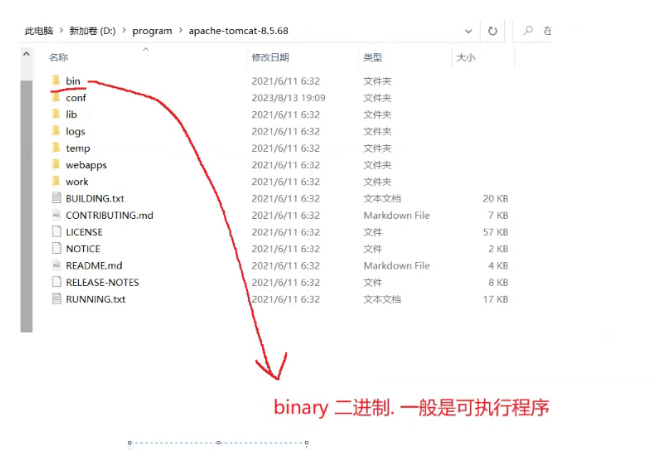 此电脑 > 新加卷 (D:) > program > apache-tomcat-8.5.68 在
名称 修改日期 类型 大小
bin 2021/6/11 6:32 文件夹
conf 2023/8/13 19:09 文件夹
lib 2021/6/11 6:32 文件夹
logs 2021/6/11 6:32 文件夹
temp 2021/6/11 6:32 文件夹
webapps 2021/6/11 6:32 文件夹
work 2021/6/11 6:32 文件夹
BUILDING.txt 2021/6/11 6:32 文本文档 20 KB
CONTRIBUTING.md 2021/6/11 6:32 Markdown File 7 KB
LICENSE 2021/6/11 6:32 文件 57 KB
NOTICE 2021/6/11 6:32 文件 2 KB
README.md 2021/6/11 6:32 Markdown File 4 KB
RELEASE-NOTES 2021/6/11 6:32 文件 8 KB
RUNNING.txt 2021/6/11 6:32 文本文档 17 KB
binary 二进制. 一般是可执行程序